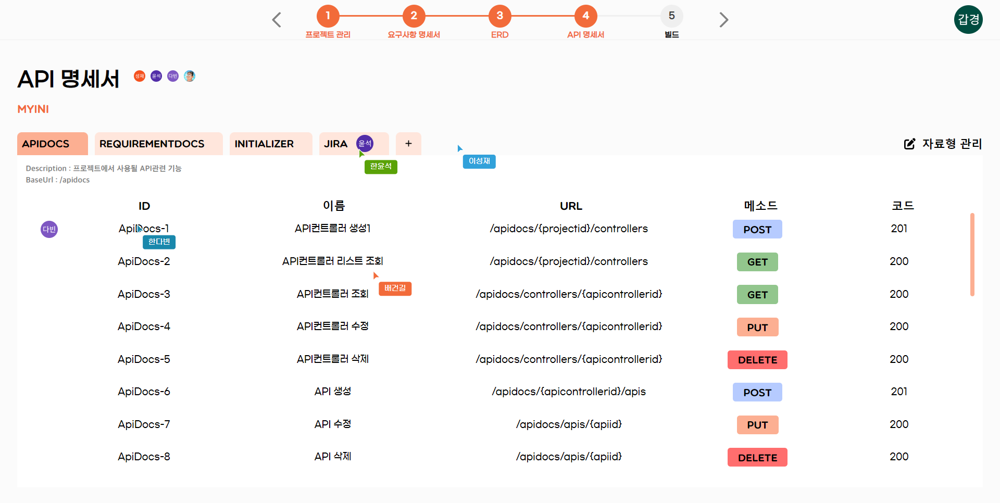 1 2 3 4 5
프로젝트 관리 요구사항 명세서 ERD API 명세서 빌드
갑경
API 명세서 성재 윤석 다빈
MYINI
APIDOCS REQUIREMENTDOCS INITIALIZER JIRA 윤석 + 자료형 관리
한윤석 이성재
Description : 프로젝트에서 사용될 API관련 기능
BaseUrl : /apidocs
ID 이름 URL 메소드 코드
다빈 ApiDocs-1 API컨트롤러 생성1 /apidocs/{projectid}/controllers POST 201
한다빈
ApiDocs-2 API컨트롤러 리스트 조회 /apidocs/{projectid}/controllers GET 200
배건길
ApiDocs-3 API컨트롤러 조회 /apidocs/controllers/{apicontrollerid} GET 200
ApiDocs-4 API컨트롤러 수정 /apidocs/controllers/{apicontrollerid} PUT 200
ApiDocs-5 API컨트롤러 삭제 /apidocs/controllers/{apicontrollerid} DELETE 200
ApiDocs-6 API 생성 /apidocs/{apicontrollerid}/apis POST 201
ApiDocs-7 API 수정 /apidocs/apis/{apiid} PUT 200
ApiDocs-8 API 삭제 /apidocs/apis/{apiid} DELETE 200